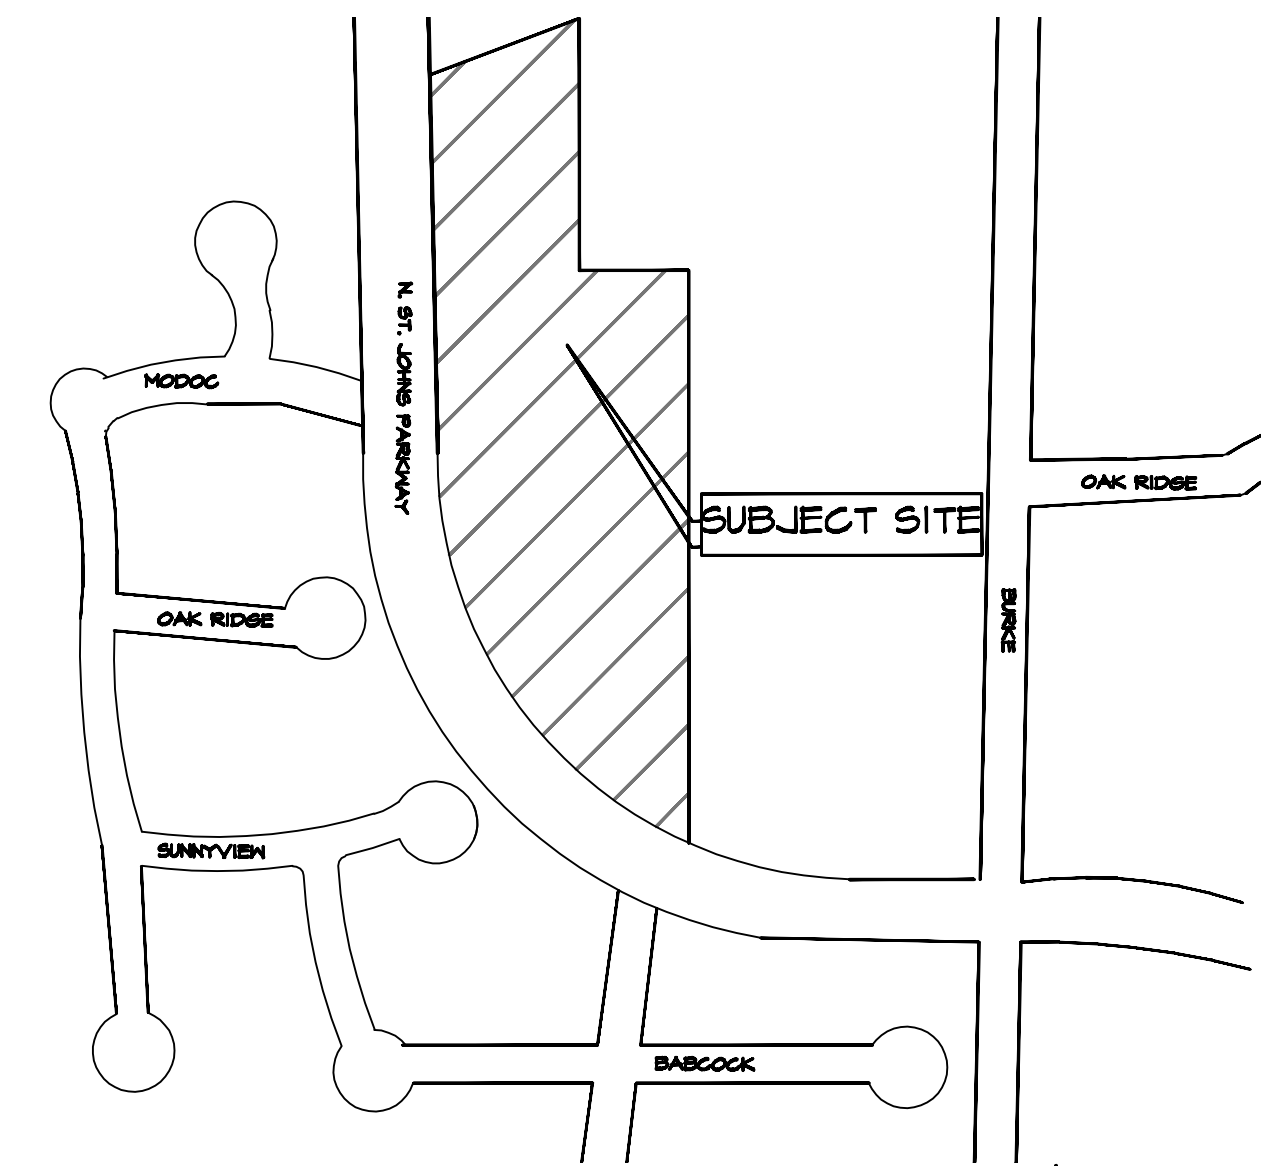 N. ST. JOHNS PARKWAY
MODOC
OAK RIDGE
SUBJECT SITE
BURKE
OAK RIDGE
SUNNYVIEW
BABCOCK